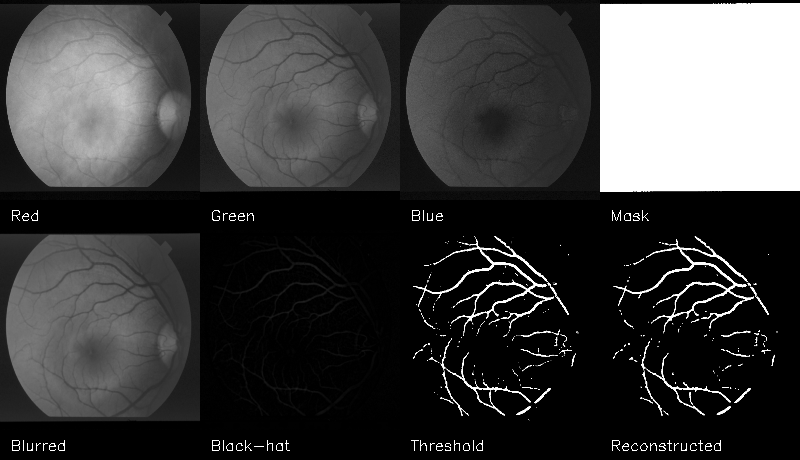 Red
Green
Blue
Mask
Blurred
Black-hat
Threshold
Reconstructed